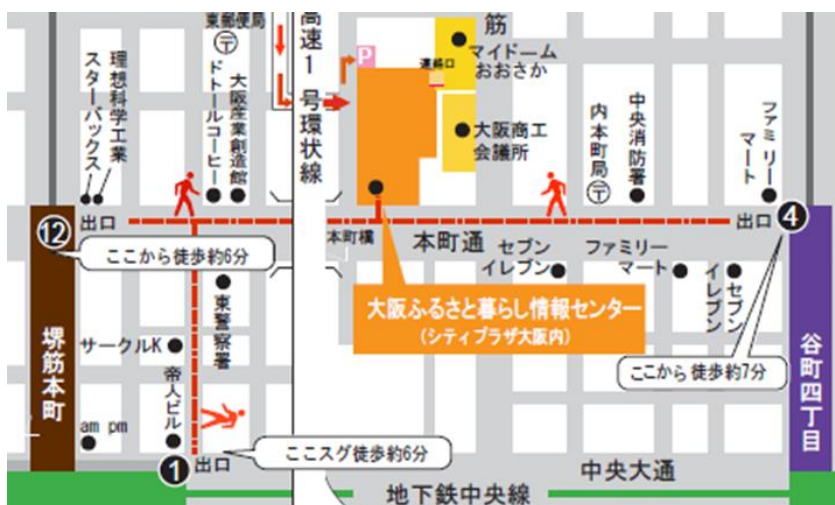 東郵便局
〒
理想科学工業
スターバックス
ドトールコーヒー
大阪産業創造館
高速1号環状線
P
連絡口
筋
マイドーム
おおさか
大阪商工
会議所
内本町局
〒
中央消防署
ファミリー
マート
出口
12
出口
4
ここから徒歩約6分
本町橋
本町通
セブン
イレブン
ファミリー
マート
セブン
イレブン
大阪ふるさと暮らし情報センター
(シティプラザ大阪内)
東警察署
サークルK
帝人ビル
am pm
堺筋本町
谷町四丁目
ここから徒歩約7分
ここスグ徒歩約6分
1
出口
中央大通
地下鉄中央線